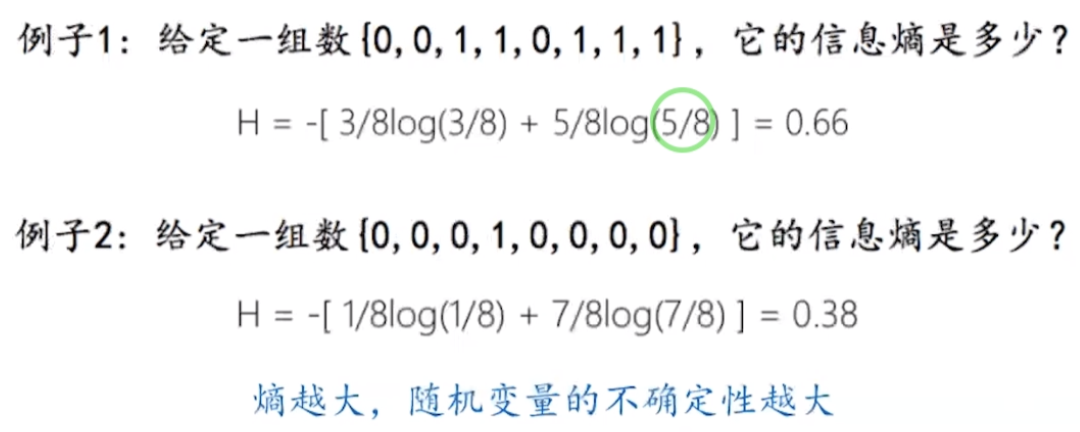 例子1：给定一组数{0, 0, 1, 1, 0, 1, 1, 1}，它的信息熵是多少？
H = -[ 3/8log(3/8) + 5/8log(5/8) ] = 0.66
例子2：给定一组数{0, 0, 0, 1, 0, 0, 0, 0}，它的信息熵是多少？
H = -[ 1/8log(1/8) + 7/8log(7/8) ] = 0.38
熵越大，随机变量的不确定性越大